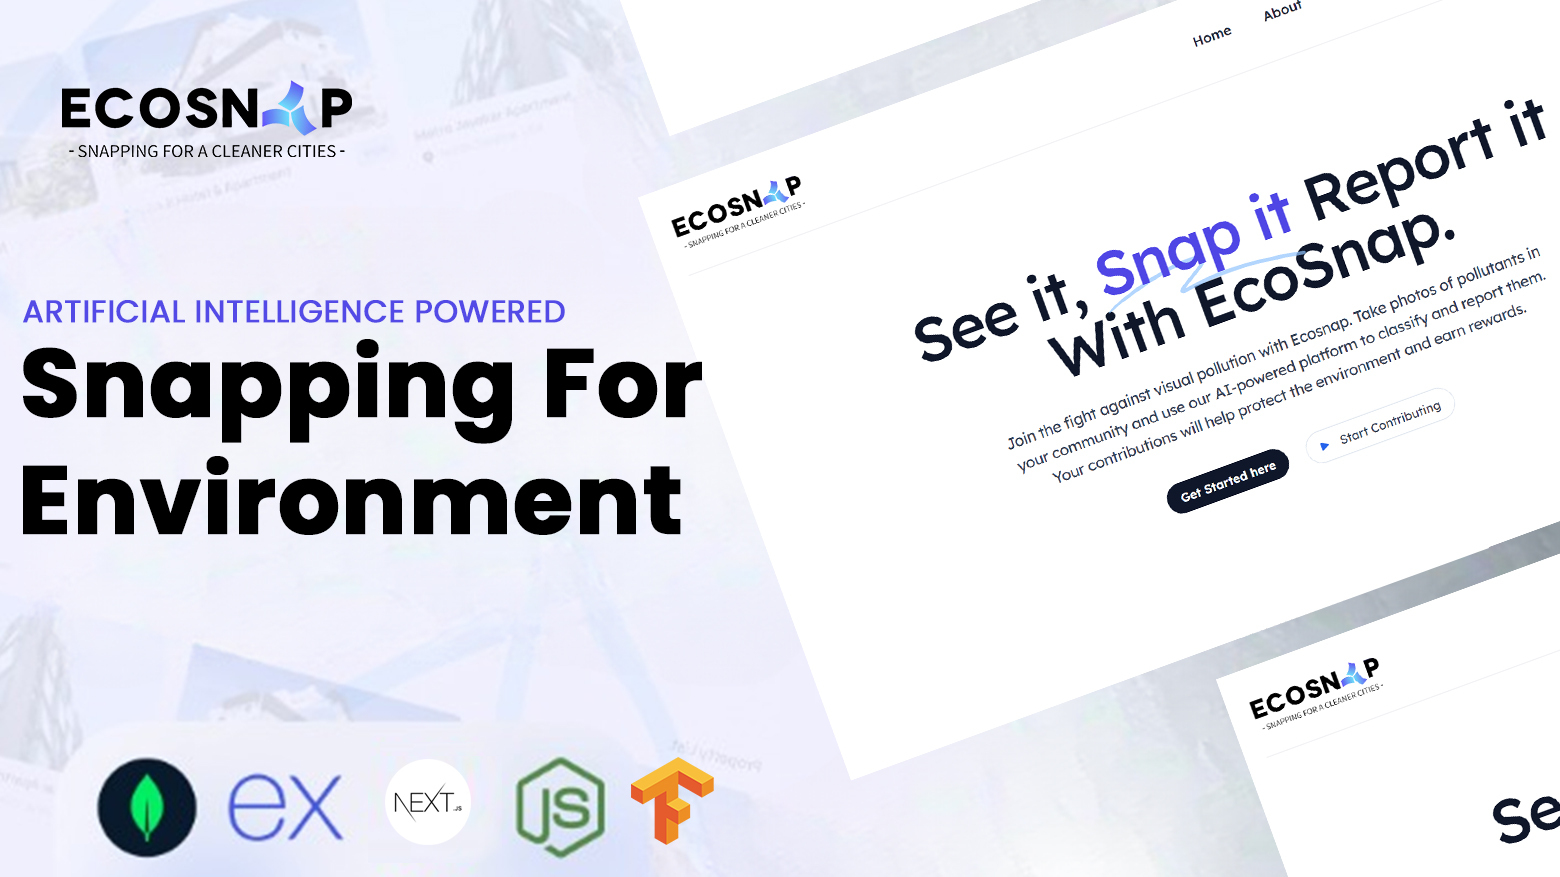 ECOSNAP
- SNAPPING FOR A CLEANER CITIES -
ARTIFICIAL INTELLIGENCE POWERED
Snapping For
Environment
ex
NEXT.JS
JS
Home
About
ECOSNAP
- SNAPPING FOR A CLEANER CITIES -
See it, Snap it Report it
With EcoSnap.
Join the fight against visual pollution with Ecosnap. Take photos of pollutants in
your community and use our AI-powered platform to classify and report them.
Your contributions will help protect the environment and earn rewards.
Get Started here
Start Contributing
ECOSNAP
- SNAPPING FOR A CLEANER CITIES -
Se